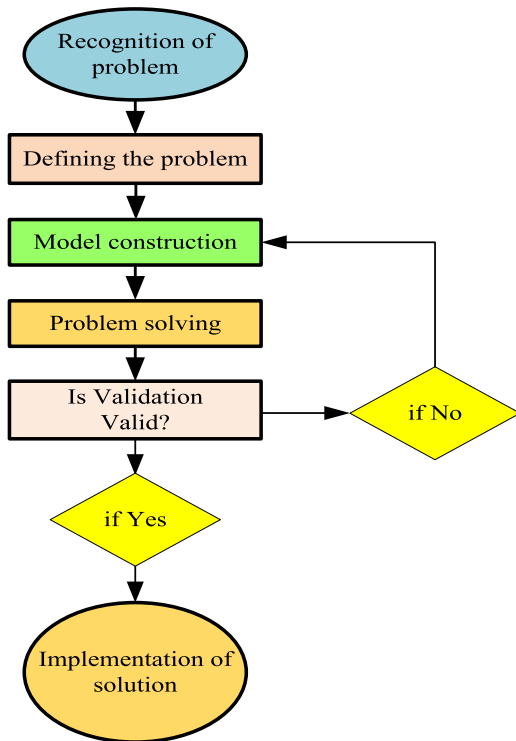 Recognition of
problem
Defining the problem
Model construction
Problem solving
Is Validation
Valid?
if No
if Yes
Implementation of
solution